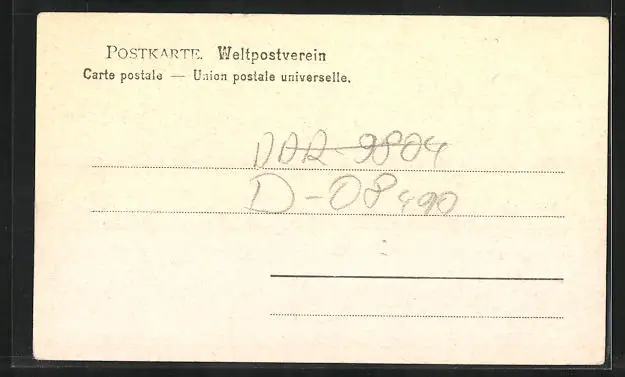 POSTKARTE. Weltpostverein
Carte postale — Union postale universelle.
DDR-9804
D-08490